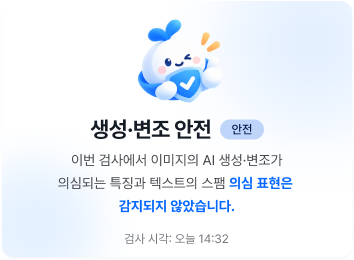 생성·변조 안전 안전
이번 검사에서 이미지의 AI 생성·변조가
의심되는 특징과 텍스트의 스팸 의심 표현은
감지되지 않았습니다.
검사 시각: 오늘 14:32